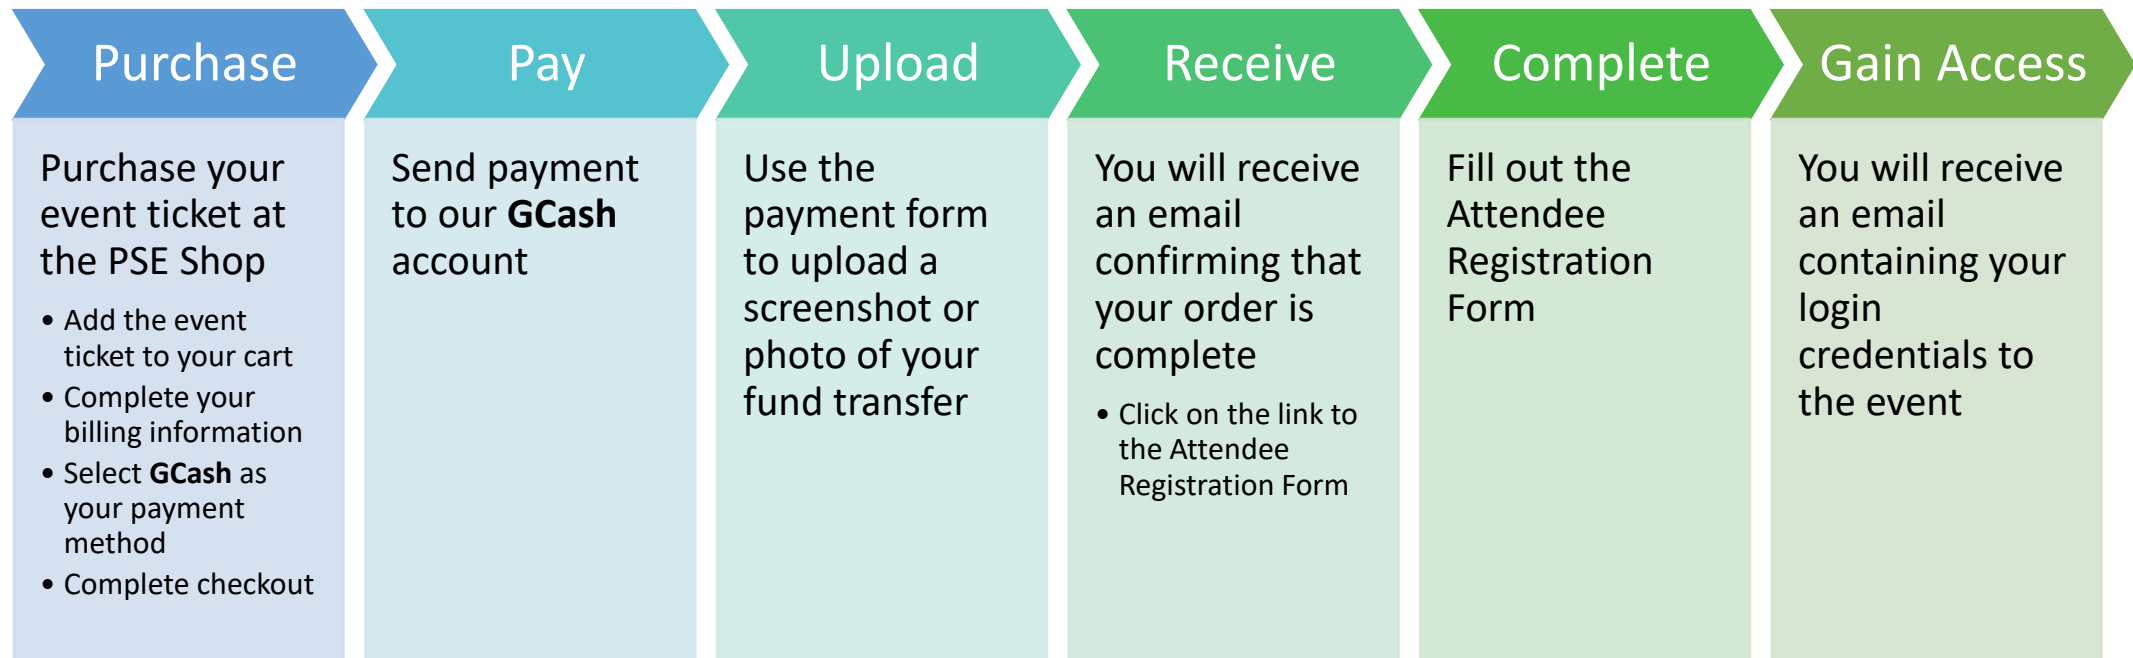 Purchase
Purchase your
event ticket at
the PSE Shop
• Add the event
ticket to your cart
• Complete your
billing information
• Select GCash as
your payment
method
• Complete checkout
Pay
Send payment
to our GCash
account
Upload
Use the
payment form
to upload a
screenshot or
photo of your
fund transfer
Receive
You will receive
an email
confirming that
your order is
complete
• Click on the link to
the Attendee
Registration Form
Complete
Fill out the
Attendee
Registration
Form
Gain Access
You will receive
an email
containing your
login
credentials to
the event